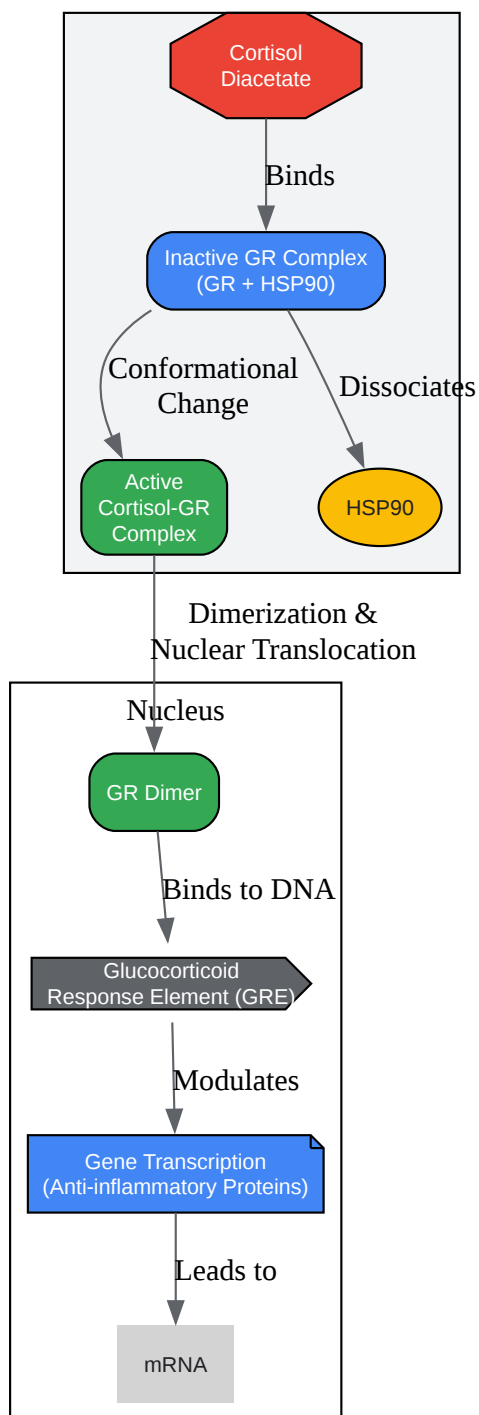 Cortisol
Diacetate
Binds
Inactive GR Complex
(GR + HSP90)
Conformational
Change
Dissociates
Active
Cortisol-GR
Complex
HSP90
Dimerization &
Nuclear Translocation
Nucleus
GR Dimer
Binds to DNA
Glucocorticoid
Response Element (GRE)
Modulates
Gene Transcription
(Anti-inflammatory Proteins)
Leads to
mRNA